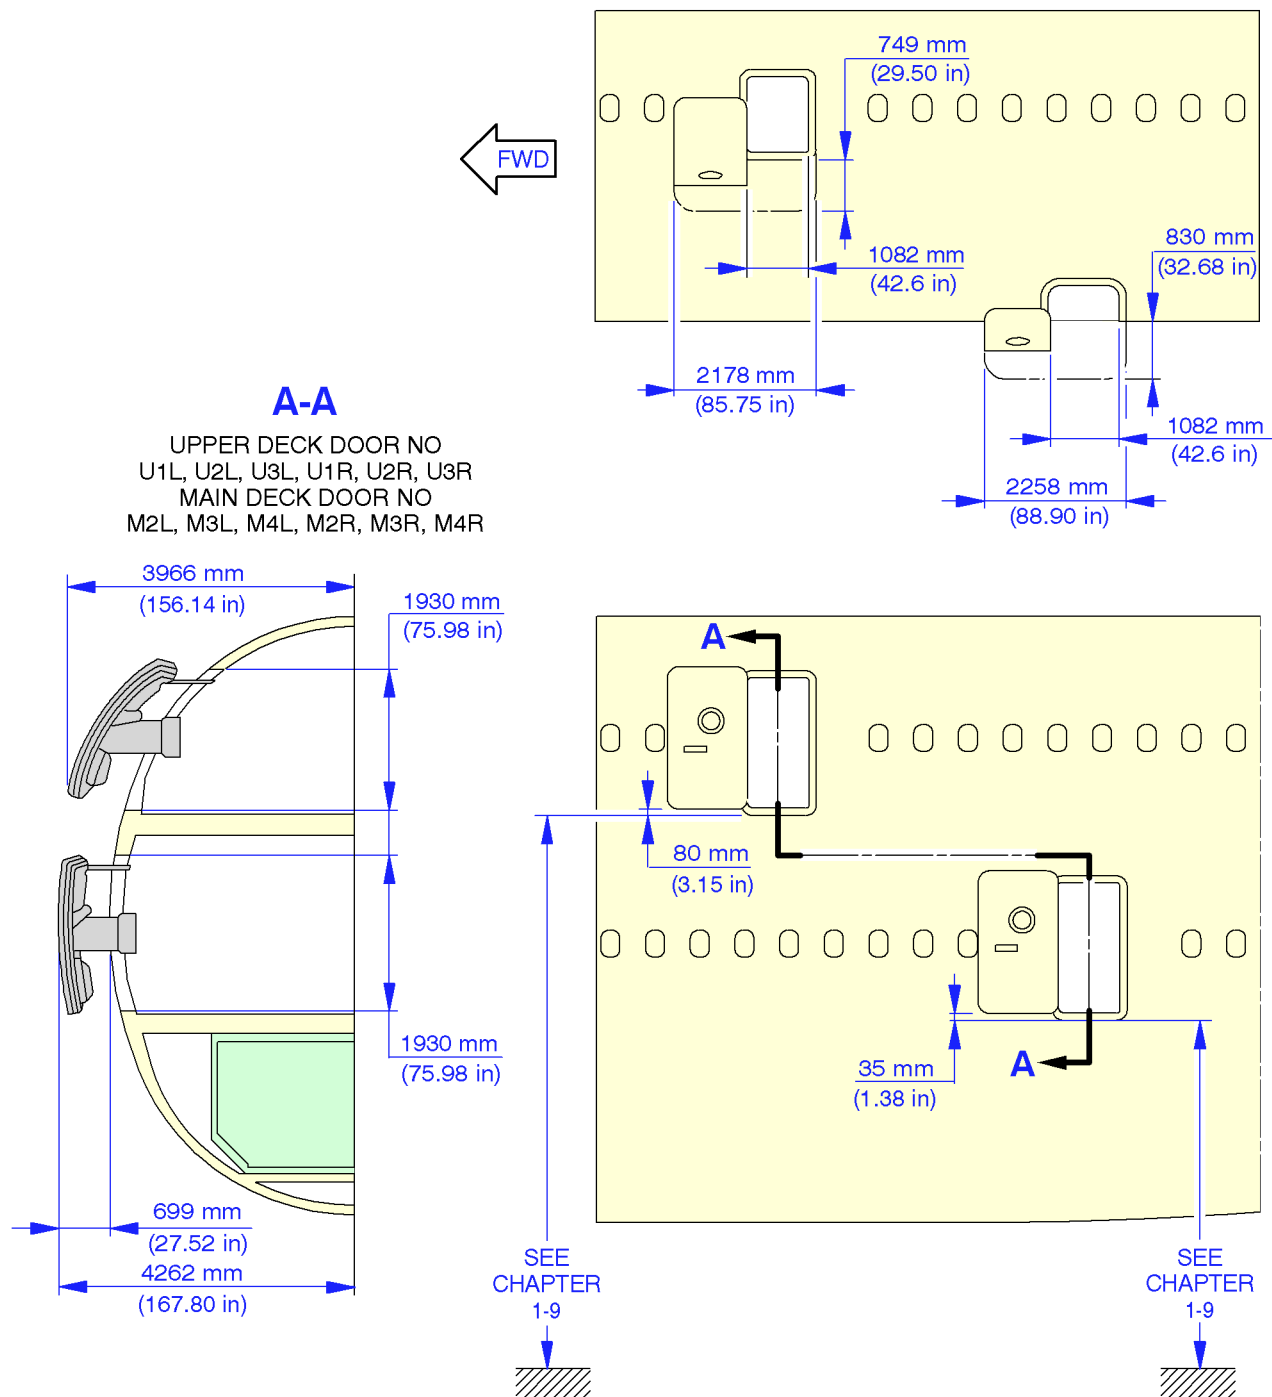 749 mm
(29.50 in)
FWD
1082 mm
(42.6 in)
830 mm
(32.68 in)
2178 mm
(85.75 in)
1082 mm
(42.6 in)
2258 mm
(88.90 in)
A-A
UPPER DECK DOOR NO
U1L, U2L, U3L, U1R, U2R, U3R
MAIN DECK DOOR NO
M2L, M3L, M4L, M2R, M3R, M4R
3966 mm
(156.14 in)
1930 mm
(75.98 in)
A
80 mm
(3.15 in)
1930 mm
(75.98 in)
35 mm
(1.38 in)
A
699 mm
(27.52 in)
4262 mm
(167.80 in)
SEE
CHAPTER
1-9
SEE
CHAPTER
1-9